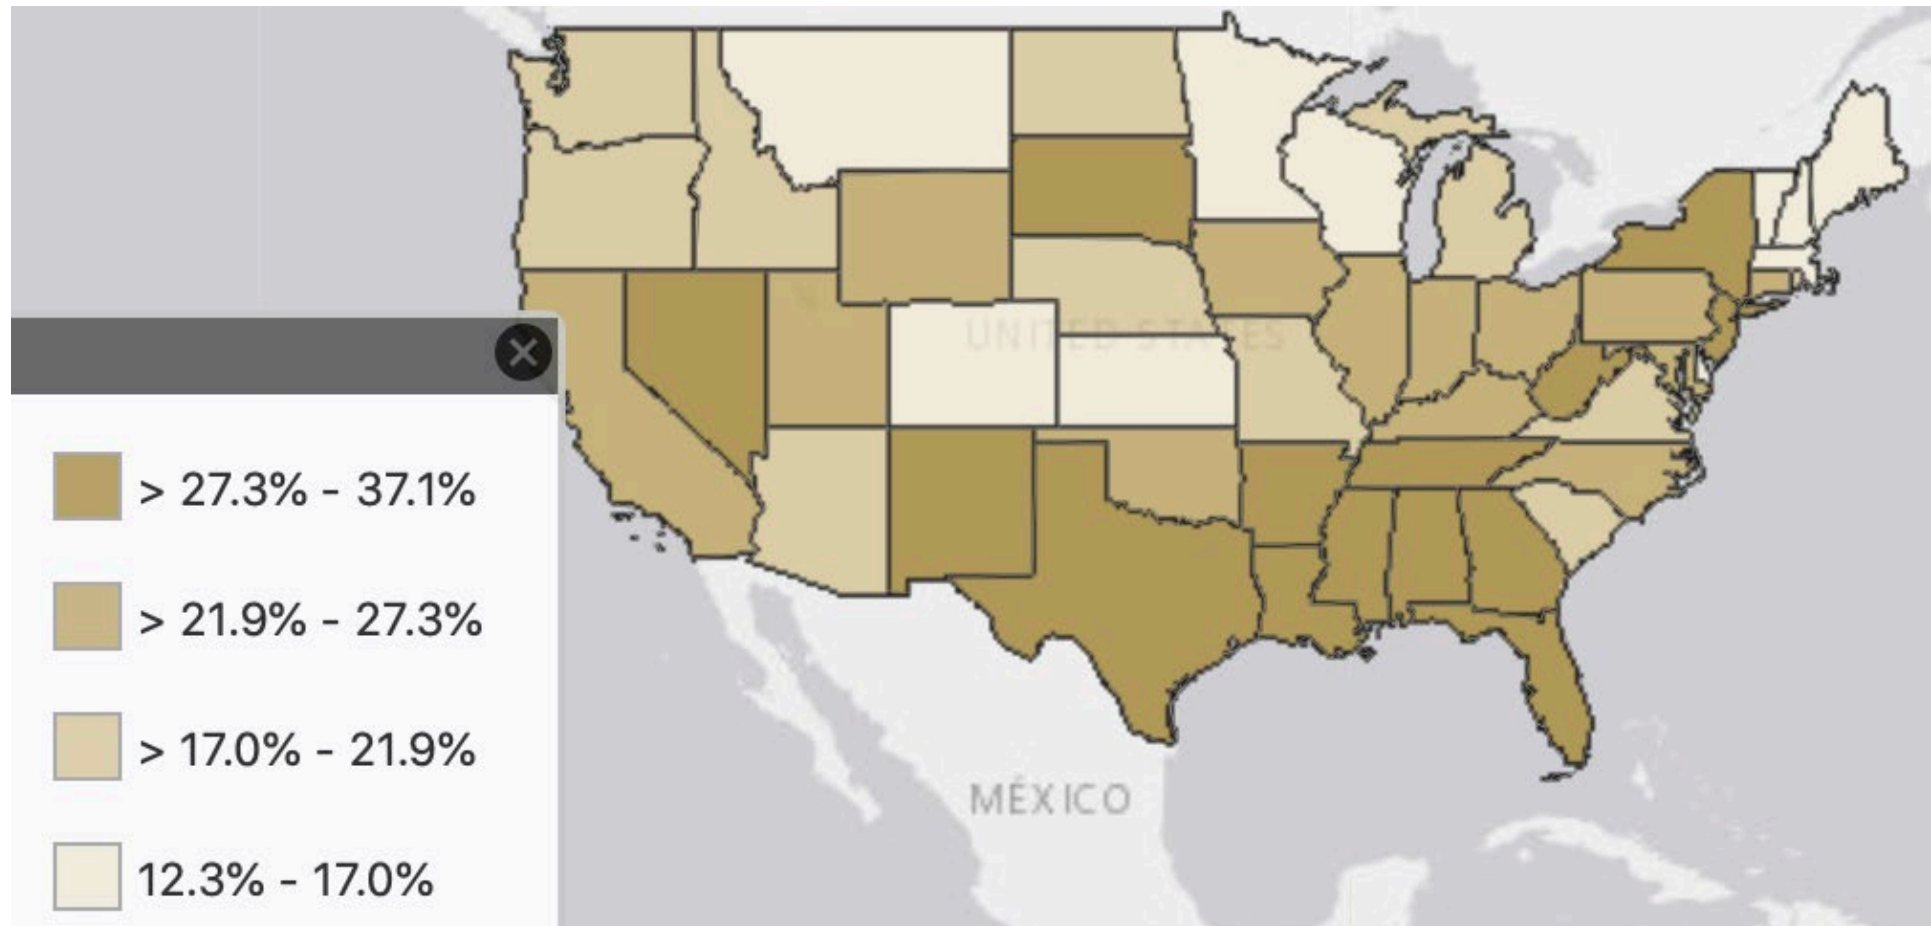 UNITED STATES
> 27.3% - 37.1%
> 21.9% - 27.3%
> 17.0% - 21.9%
12.3% - 17.0%
MÉXICO